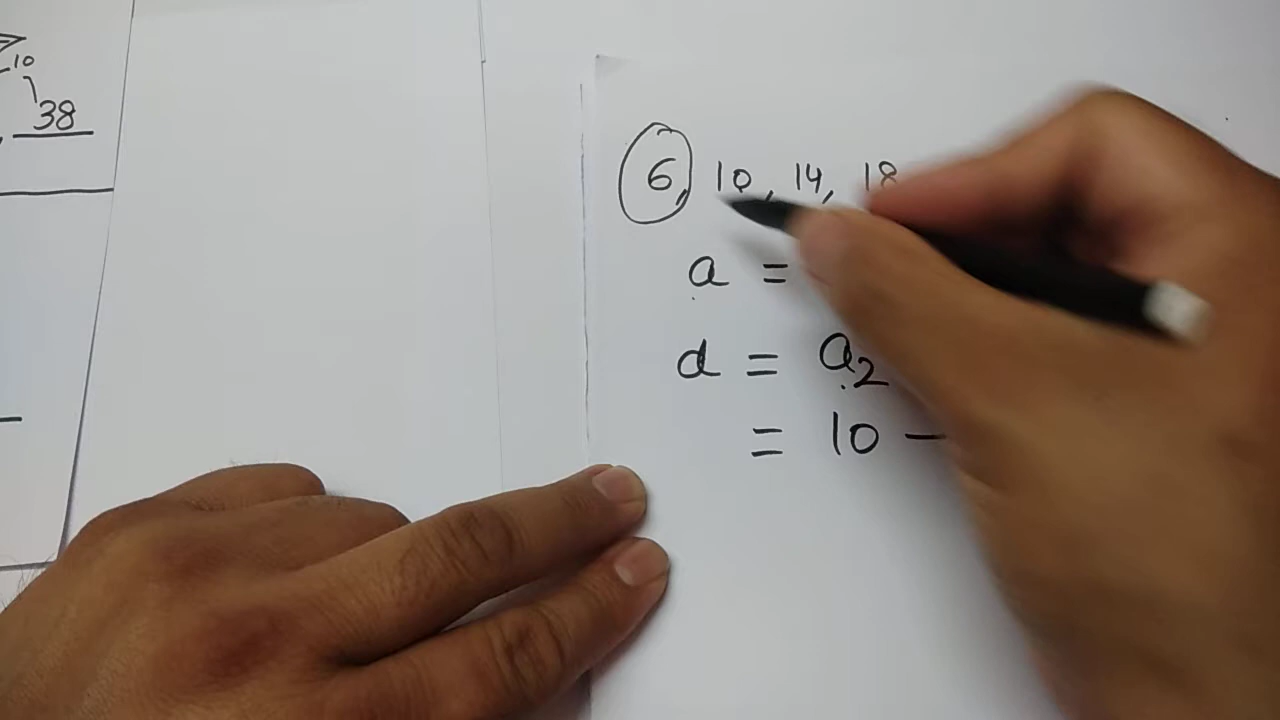 10
, 38
6, 10, 14, 18
a =
d = a2
= 10 -